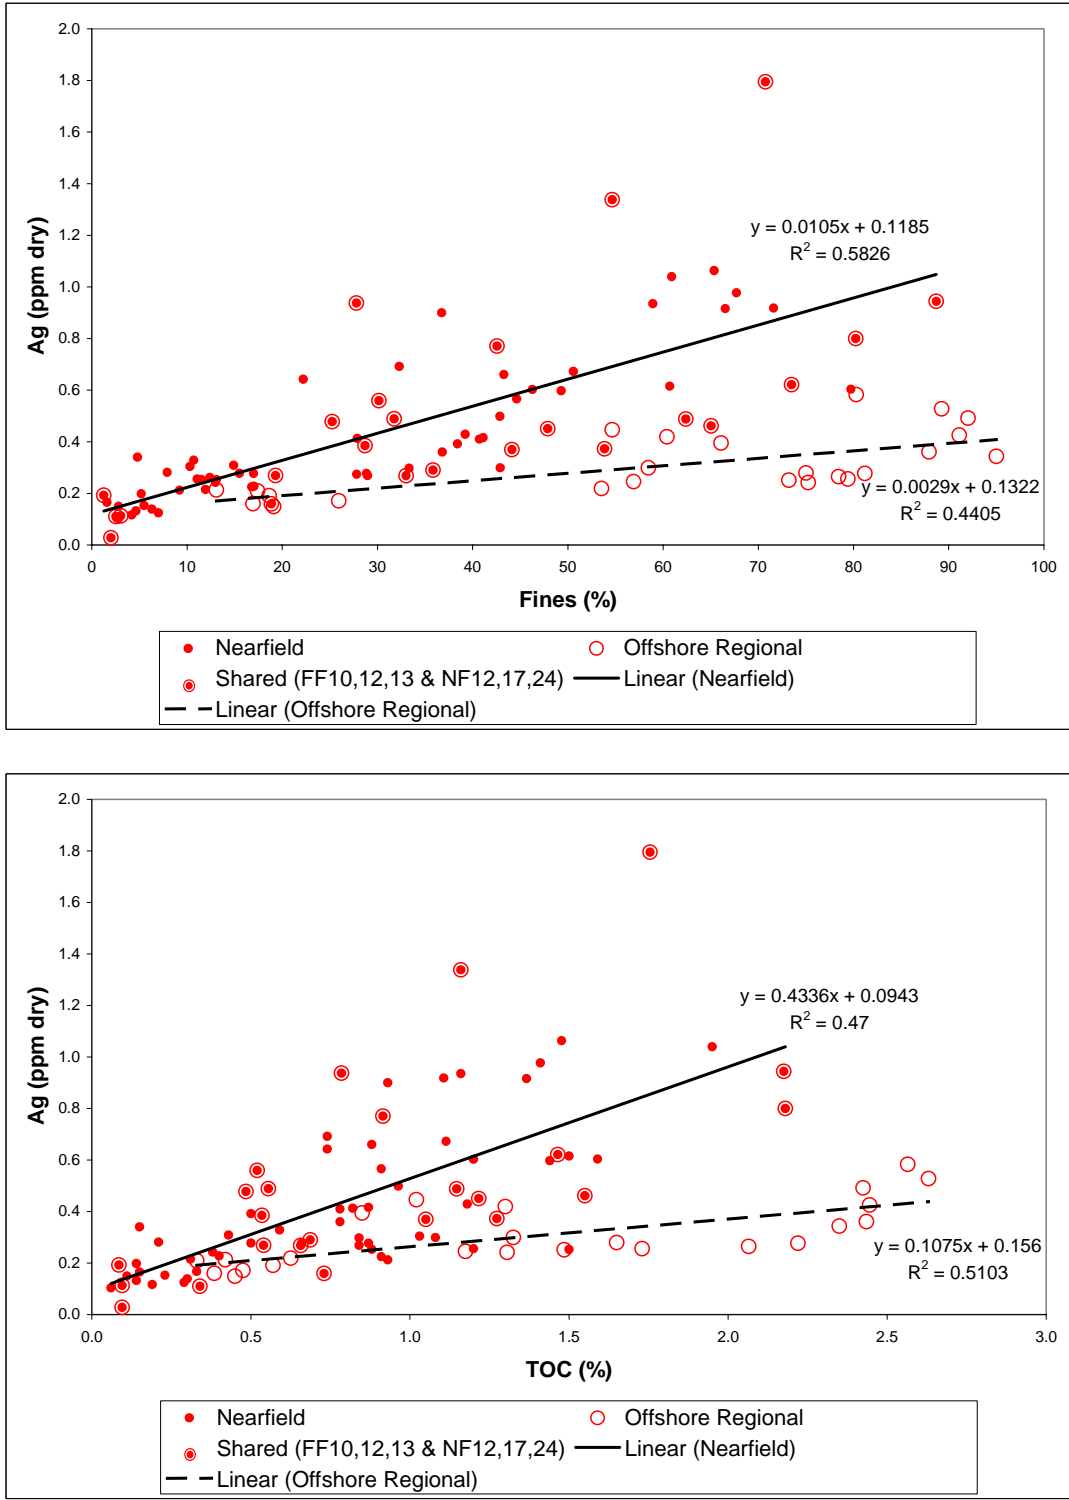 2.0
1.8
1.6
1.4
1.2
1.0
0.8
0.6
0.4
0.2
0.0
Ag (ppm dry)
y = 0.0105x + 0.1185
R² = 0.5826
y = 0.0029x + 0.1322
R² = 0.4405
0 10 20 30 40 50 60 70 80 90 100
Fines (%)
Nearfield Offshore Regional
Shared (FF10,12,13 & NF12,17,24) Linear (Nearfield)
Linear (Offshore Regional)
2.0
1.8
1.6
1.4
1.2
1.0
0.8
0.6
0.4
0.2
0.0
Ag (ppm dry)
y = 0.4336x + 0.0943
R² = 0.47
y = 0.1075x + 0.156
R² = 0.5103
0.0 0.5 1.0 1.5 2.0 2.5 3.0
TOC (%)
Nearfield Offshore Regional
Shared (FF10,12,13 & NF12,17,24) Linear (Nearfield)
Linear (Offshore Regional)